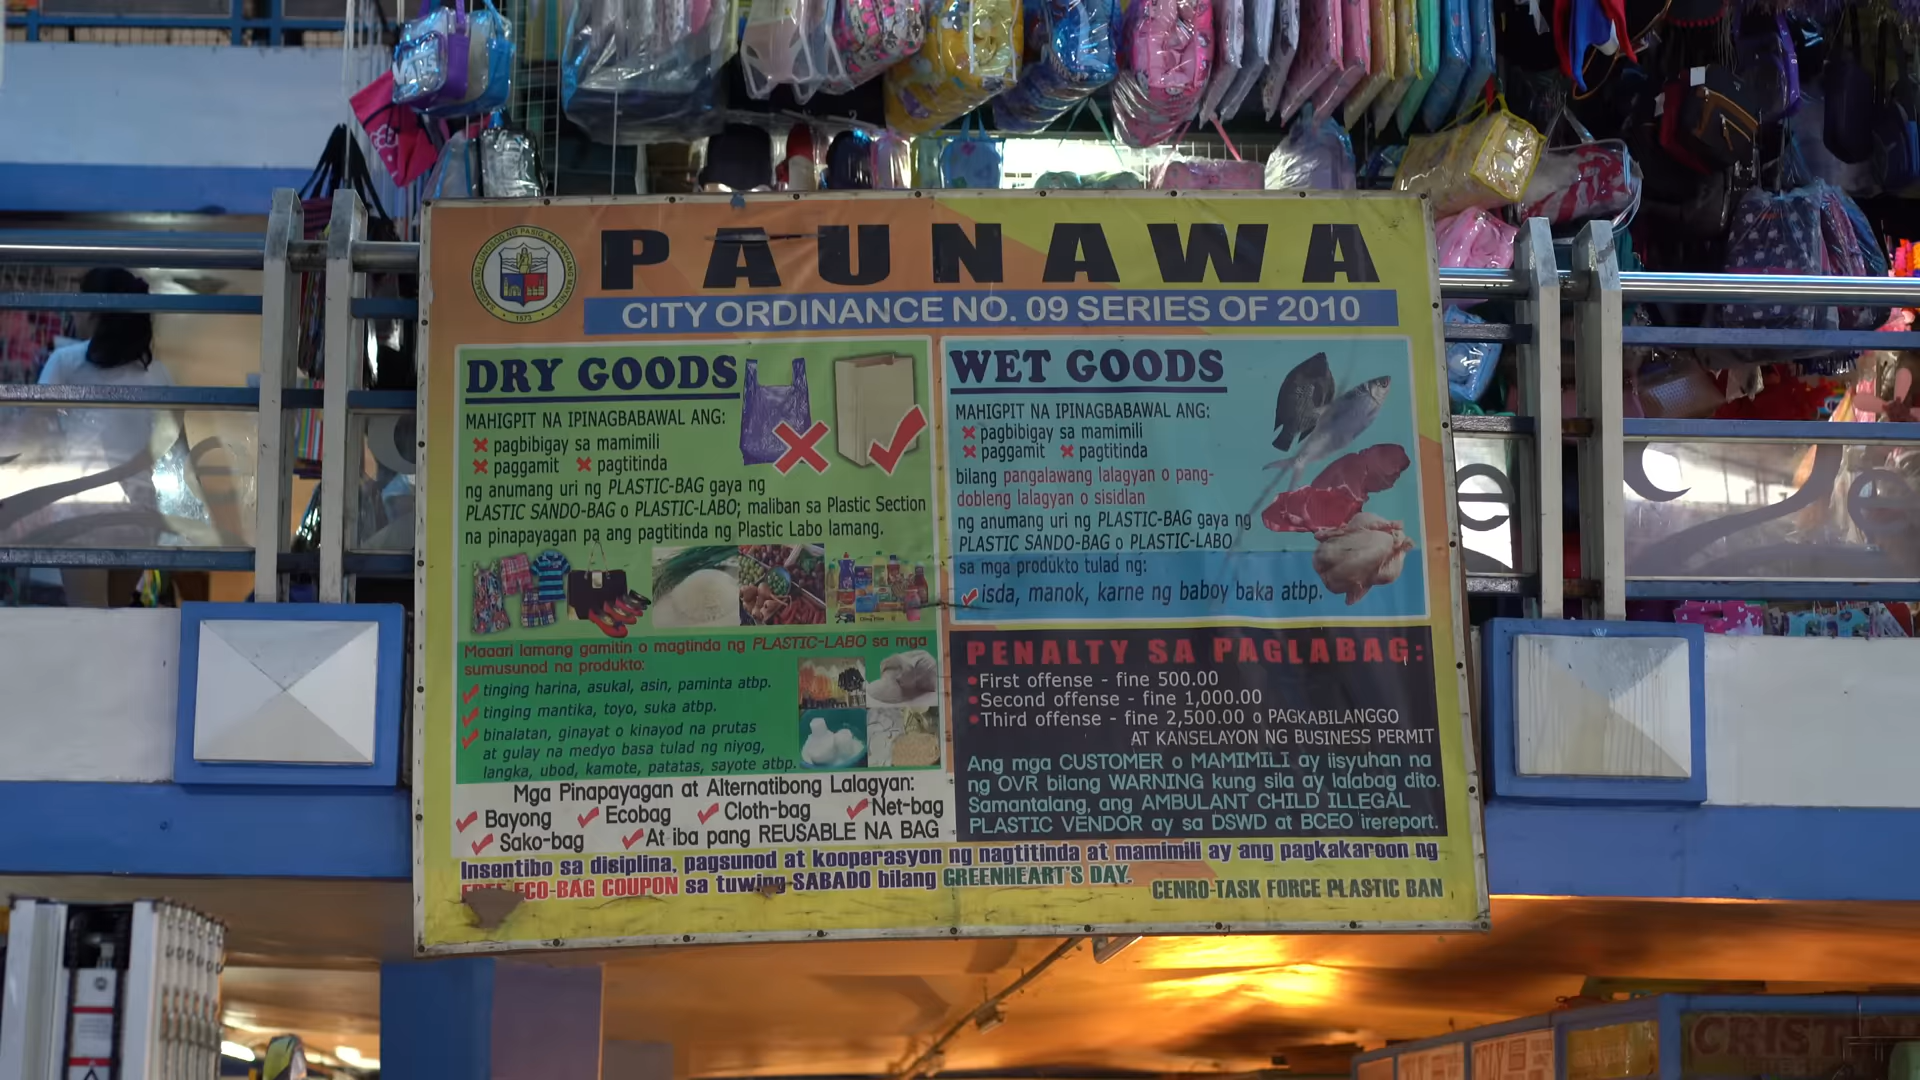 PAUNAWA
CITY ORDINANCE NO. 09 SERIES OF 2010
DRY GOODS
MAHIGPIT NA IPINAGBABAWAL ANG:
pagbibigay sa mamimili
paggamit pagtitinda
ng anumang uri ng PLASTIC-BAG gaya ng
PLASTIC SANDO-BAG o PLASTIC-LABO; maliban sa Plastic Section
na pinapayagan pa ang pagtitinda ng Plastic Labo lamang.
Maaari lamang gamitin o magtinda ng PLASTIC-LABO sa mga
sumusunod na produkto:
tinging harina, asukal, asin, paminta atbp.
tinging mantika, toyo, suka atbp.
binalatan, ginayat o kinayod na prutas
at gulay na medyo basa tulad ng niyog,
langka, ubod, kamote, patatas, sayote atbp.
Mga Pinapayagan at Alternatibong Lalagyan:
Bayong Ecobag Cloth-bag Net-bag
Sako-bag At iba pang REUSABLE NA BAG
WET GOODS
MAHIGPIT NA IPINAGBABAWAL ANG:
pagbibigay sa mamimili
paggamit pagtitinda
bilang pangalawang lalagyan o pang-
dobleng lalagyan o sisidlan
ng anumang uri ng PLASTIC-BAG gaya ng
PLASTIC SANDO-BAG o PLASTIC-LABO
sa mga produkto tulad ng:
isda, manok, karne ng baboy baka atbp.
PENALTY SA PAGLABAG:
First offense - fine 500.00
Second offense - fine 1,000.00
Third offense - fine 2,500.00 o PAGKABILANGGO
AT KANSELAYON NG BUSINESS PERMIT
Ang mga CUSTOMER o MAMIMILI ay iisyuhan na
ng OVR bilang WARNING kung sila ay lalabag dito.
Samantalang, ang AMBULANT CHILD ILLEGAL
PLASTIC VENDOR ay sa DSWD at BCEO irereport.
Insentibo sa disiplina, pagsunod at kooperasyon ng nagtitinda at mamimili ay ang pagkakaroon ng
FREE ECO-BAG COUPON sa tuwing SABADO bilang GREENHEART'S DAY.
CENRO-TASK FORCE PLASTIC BAN